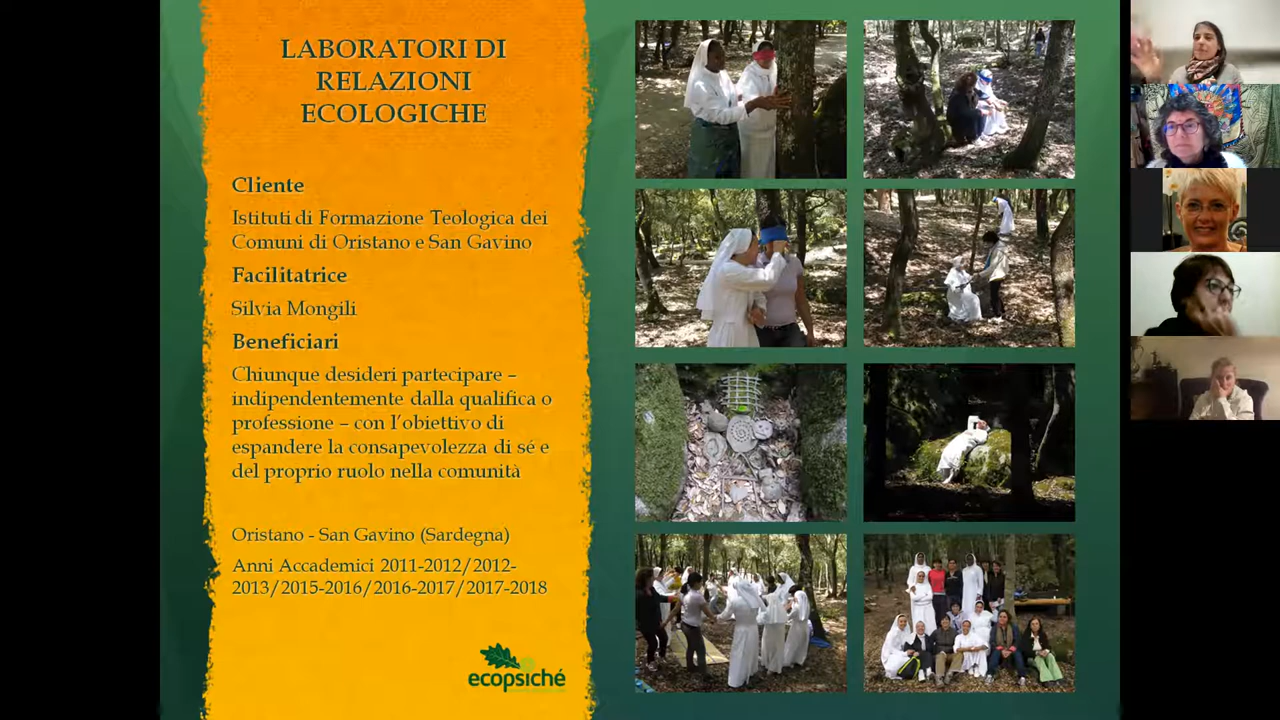 LABORATORI DI
RELAZIONI
ECOLOGICHE
Cliente
Istituti di Formazione Teologica dei
Comuni di Oristano e San Gavino
Facilitatrice
Silvia Mongili
Beneficiari
Chiunque desideri partecipare –
indipendentemente dalla qualifica o
professione – con l'obiettivo di
espandere la consapevolezza di sé e
del proprio ruolo nella comunità
Oristano - San Gavino (Sardegna)
Anni Accademici 2011-2012/2012-
2013/2015-2016/2016-2017/2017-2018
ecopsiché